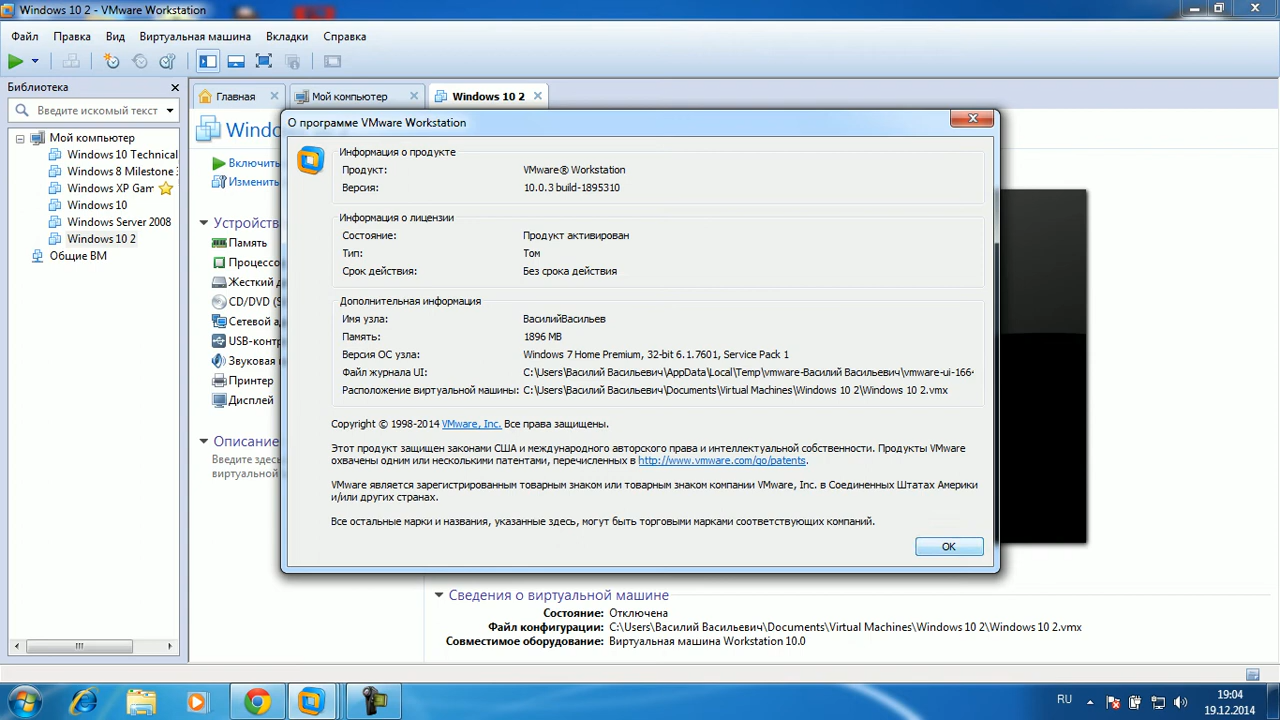 Windows 10 2 - VMware Workstation
Файл Правка Вид Виртуальная машина Вкладки Справка
Библиотека
Введите искомый текст
Мой компьютер
Windows 10 Technical
Windows 8 Milestone
Windows XP Gam
Windows 10
Windows Server 2008
Windows 10 2
Общие ВМ
Главная Мой компьютер Windows 10 2
Windo
Включить
Изменить
Устройств
Память
Процессо
Жесткий д
CD/DVD (S
Сетевой а
USB-конт
Звуковая
Принтер
Дисплей
Описание
Введите здес
виртуальной
О программе VMware Workstation
Информация о продукте
Продукт: VMware® Workstation
Версия: 10.0.3 build-1895310
Информация о лицензии
Состояние: Продукт активирован
Тип: Том
Срок действия: Без срока действия
Дополнительная информация
Имя узла: ВасилийВасильев
Память: 1896 MB
Версия ОС узла: Windows 7 Home Premium, 32-bit 6.1.7601, Service Pack 1
Файл журнала UI: C:\Users\Василий Васильевич\AppData\Local\Temp\vmware-Василий Васильевич\vmware-ui-166
Расположение виртуальной машины: C:\Users\Василий Васильевич\Documents\Virtual Machines\Windows 10 2\Windows 10 2.vmx
Copyright © 1998-2014 VMware, Inc. Все права защищены.
Этот продукт защищен законами США и международного авторского права и интеллектуальной собственности. Продукты VMware
охвачены одним или несколькими патентами, перечисленных в http://www.vmware.com/go/patents.
VMware является зарегистрированным товарным знаком или товарным знаком компании VMware, Inc. в Соединенных Штатах Америки
и/или других странах.
Все остальные марки и названия, указанные здесь, могут быть торговыми марками соответствующих компаний.
OK
Сведения о виртуальной машине
Состояние: Отключена
Файл конфигурации: C:\Users\Василий Васильевич\Documents\Virtual Machines\Windows 10 2\Windows 10 2.vmx
Совместимое оборудование: Виртуальная машина Workstation 10.0
RU
19:04
19.12.2014